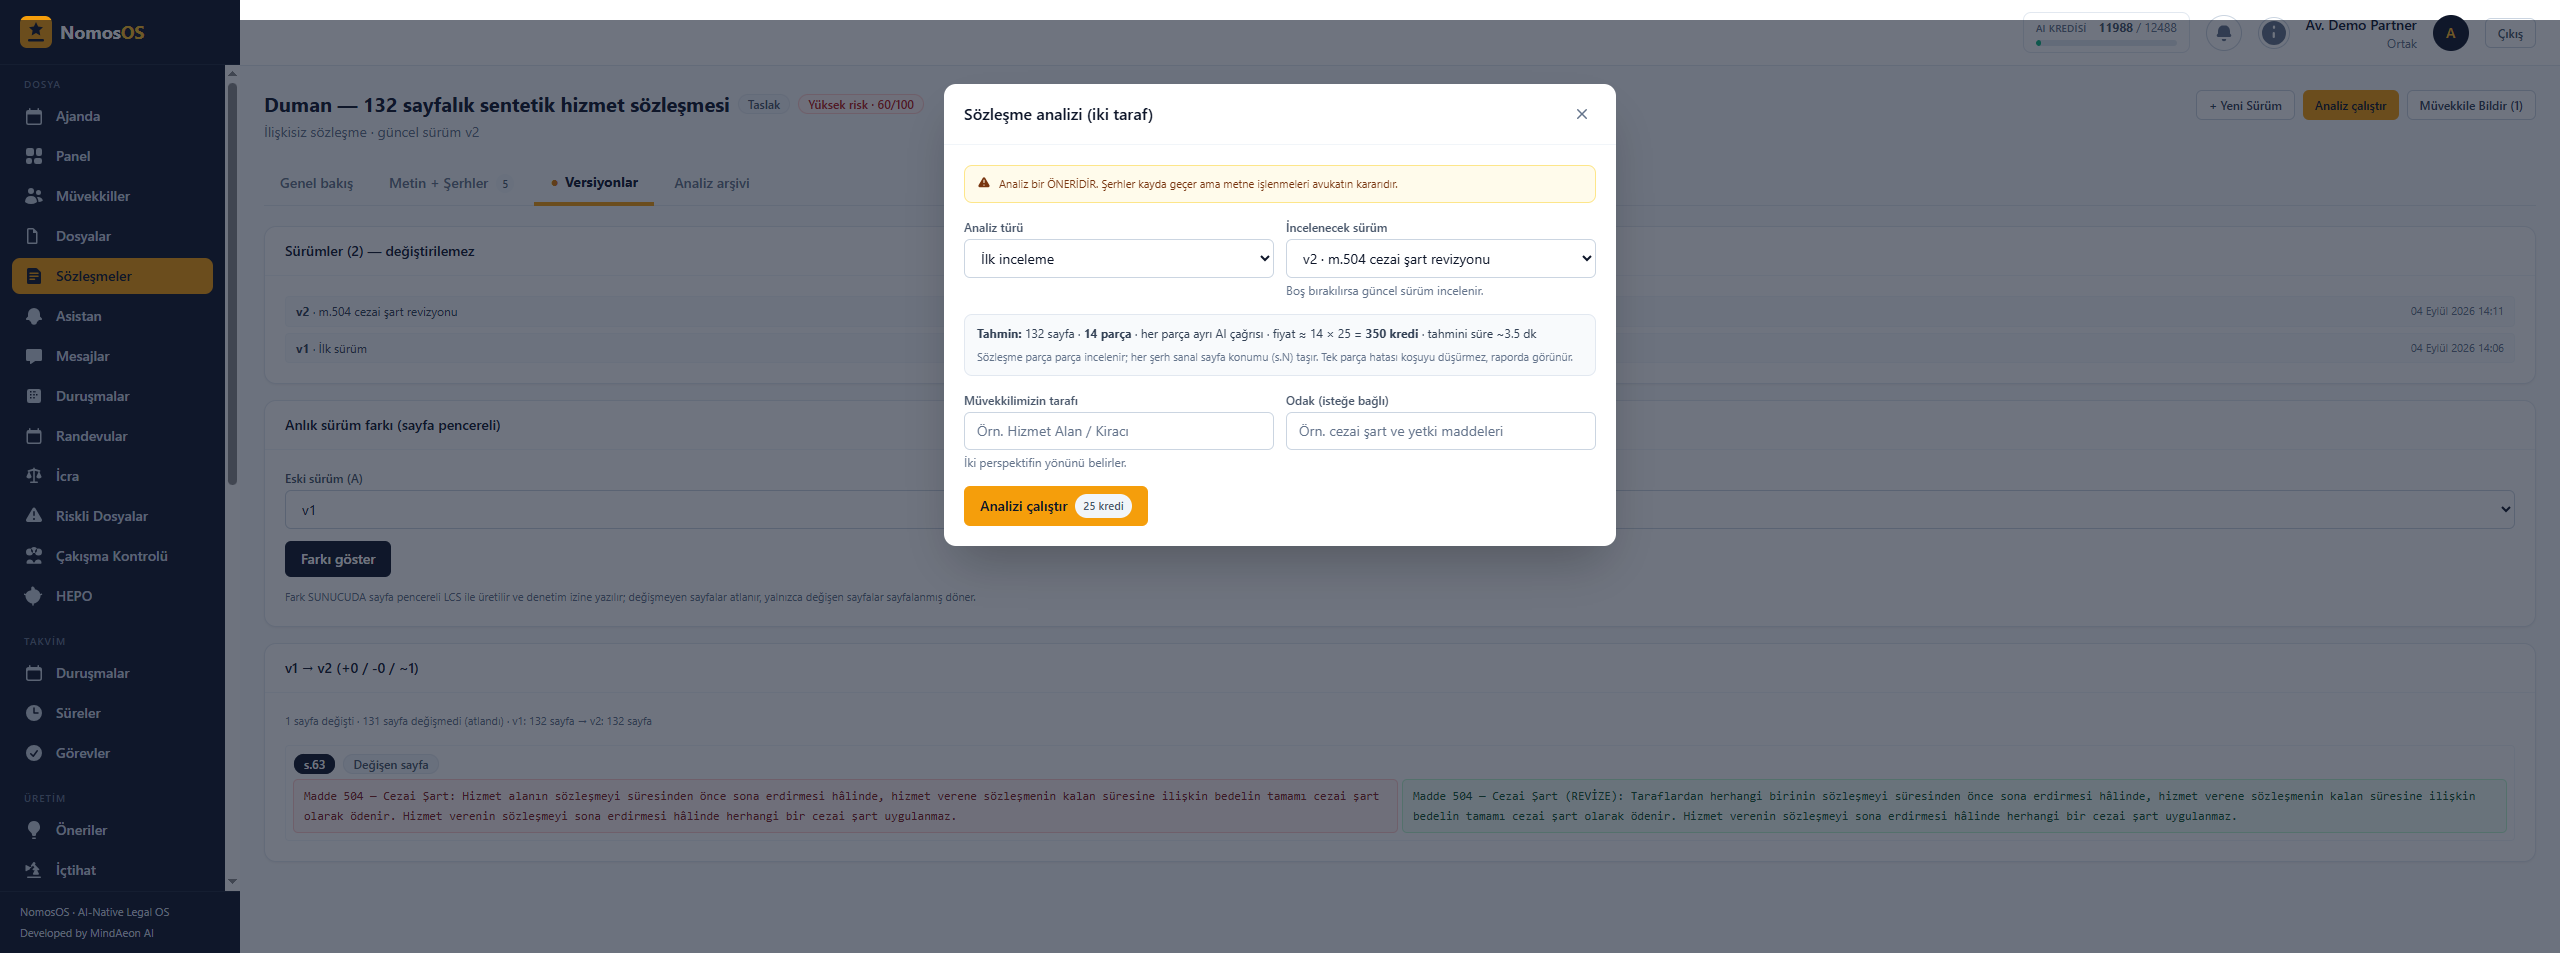 NomosOS
DOSYA
Ajanda
Panel
Müvekkiller
Dosyalar
Sözleşmeler
Asistan
Mesajlar
Duruşmalar
Randevular
İcra
Riskli Dosyalar
Çakışma Kontrolü
HEPO
TAKVİM
Duruşmalar
Süreler
Görevler
ÜRETİM
Öneriler
İçtihat
NomosOS · AI-Native Legal OS
Developed by MindAeon AI
AI KREDİSİ 11988 / 12488
Av. Demo Partner
Ortak
A
Çıkış
Duman — 132 sayfalık sentetik hizmet sözleşmesi Taslak Yüksek risk · 60/100
İlişkisiz sözleşme · güncel sürüm v2
+ Yeni Sürüm Analiz çalıştır Müvekkile Bildir (1)
Genel bakış Metin + Şerhler 5 Versiyonlar Analiz arşivi
Sürümler (2) — değiştirilemez
v2 · m.504 cezai şart revizyonu 04 Eylül 2026 14:11
v1 · İlk sürüm 04 Eylül 2026 14:06
Anlık sürüm farkı (sayfa pencereli)
Eski sürüm (A)
v1
Farkı göster
Fark SUNUCUDA sayfa pencereli LCS ile üretilir ve denetim izine yazılır; değişmeyen sayfalar atlanır, yalnızca değişen sayfalar sayfalanmış döner.
v1 → v2 (+0 / -0 / ~1)
1 sayfa değişti · 131 sayfa değişmedi (atlandı) · v1: 132 sayfa → v2: 132 sayfa
s.63 Değişen sayfa
Madde 504 — Cezai Şart: Hizmet alanın sözleşmeyi süresinden önce sona erdirmesi hâlinde, hizmet verene sözleşmenin kalan süresine ilişkin bedelin tamamı cezai şart
olarak ödenir. Hizmet verenin sözleşmeyi sona erdirmesi hâlinde herhangi bir cezai şart uygulanmaz.
Madde 504 — Cezai Şart (REVİZE): Taraflardan herhangi birinin sözleşmeyi süresinden önce sona erdirmesi hâlinde, hizmet verene sözleşmenin kalan süresine ilişkin
bedelin tamamı cezai şart olarak ödenir. Hizmet verenin sözleşmeyi sona erdirmesi hâlinde herhangi bir cezai şart uygulanmaz.
Sözleşme analizi (iki taraf)
Analiz bir ÖNERİDİR. Şerhler kayda geçer ama metne işlenmeleri avukatın kararıdır.
Analiz türü İncelenecek sürüm
İlk inceleme v2 · m.504 cezai şart revizyonu
Boş bırakılırsa güncel sürüm incelenir.
Tahmin: 132 sayfa · 14 parça · her parça ayrı AI çağrısı · fiyat ≈ 14 × 25 = 350 kredi · tahmini süre ~3.5 dk
Sözleşme parça parça incelenir; her şerh sanal sayfa konumu (s.N) taşır. Tek parça hatası koşuyu düşürmez, raporda görünür.
Müvekkilimizin tarafı Odak (isteğe bağlı)
Örn. Hizmet Alan / Kiracı Örn. cezai şart ve yetki maddeleri
İki perspektifin yönünü belirler.
Analizi çalıştır 25 kredi